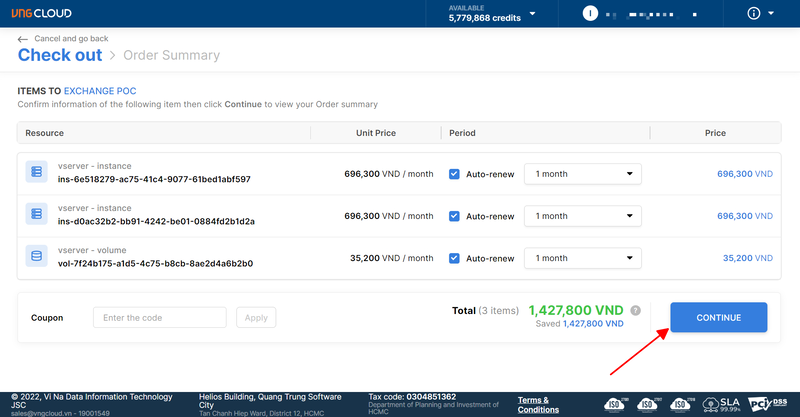 VNG CLOUD
AVAILABLE
5,779,868 credits
I
Cancel and go back
Check out > Order Summary
ITEMS TO EXCHANGE POC
Confirm information of the following item then click Continue to view your Order summary
Resource Unit Price Period Price
vserver - instance
ins-6e518279-ac75-41c4-9077-61bed1abf597 696,300 VND / month Auto-renew 1 month 696,300 VND
vserver - instance
ins-d0ac32b2-bb91-4242-be01-0884fd2b1d2a 696,300 VND / month Auto-renew 1 month 696,300 VND
vserver - volume
vol-7f24b175-a1d5-4c75-b8cb-8ae2d4a6b2b0 35,200 VND / month Auto-renew 1 month 35,200 VND
Coupon Enter the code Apply Total (3 items) 1,427,800 VND ? CONTINUE
Saved 1,427,800 VND
© 2022, Vi Na Data Information Technology
JSC
sales@vngcloud.vn - 19001549
Helios Building, Quang Trung Software
City
Tan Chanh Hiep Ward, District 12, HCMC
Tax code: 0304851362
Department of Planning and Investment of
HCMC
Terms &
Conditions
ISO ISO ISO SLA
99.99%
PCI DSS